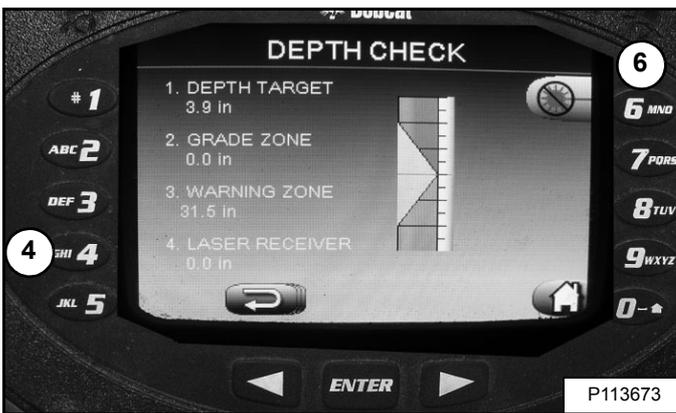 Bobcat
DEPTH CHECK
1. DEPTH TARGET
3.9 in
2. GRADE ZONE
0.0 in
3. WARNING ZONE
31.5 in
4. LASER RECEIVER
0.0 in
# 1
ABC 2
DEF 3
4
GHI 4
JKL 5
6
6 MNO
7 PQRS
8 TUV
9 WXYZ
0-
ENTER
P113673